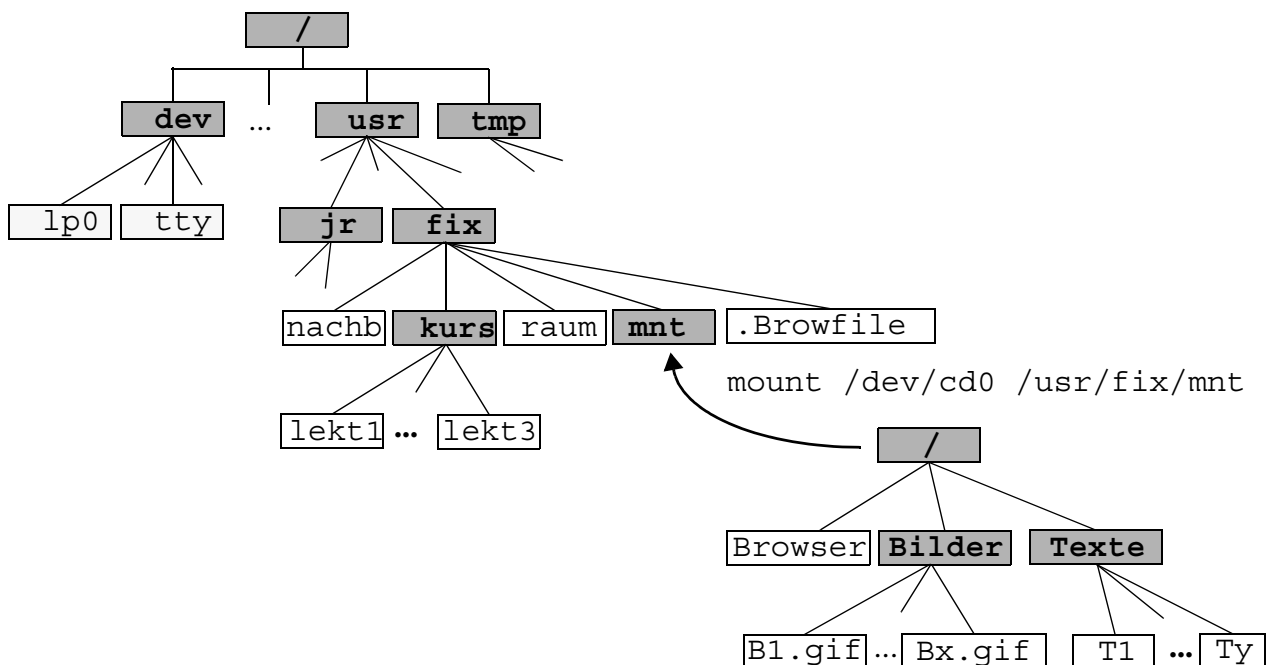 /
dev ... usr tmp
lp0 tty jr fix
nachb kurs raum mnt .Browfile
mount /dev/cd0 /usr/fix/mnt
lekt1 ... lekt3
/
Browser Bilder Texte
B1.gif ... Bx.gif T1 ... Ty